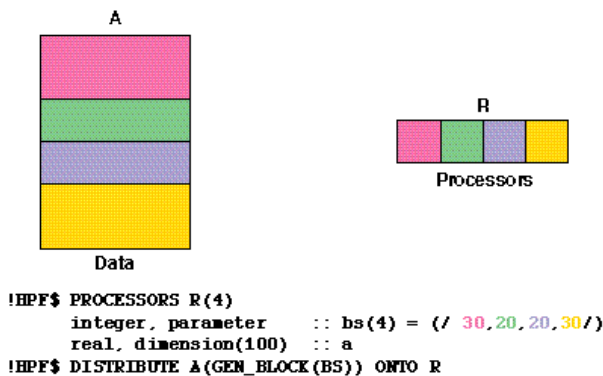 A
R
Processors
Data
!HPF$ PROCESSORS R(4)
integer, parameter :: bs(4) = (/ 30,20,20,30/)
real, dimension(100) :: a
!HPF$ DISTRIBUTE A(GEN_BLOCK(BS)) ONTO R